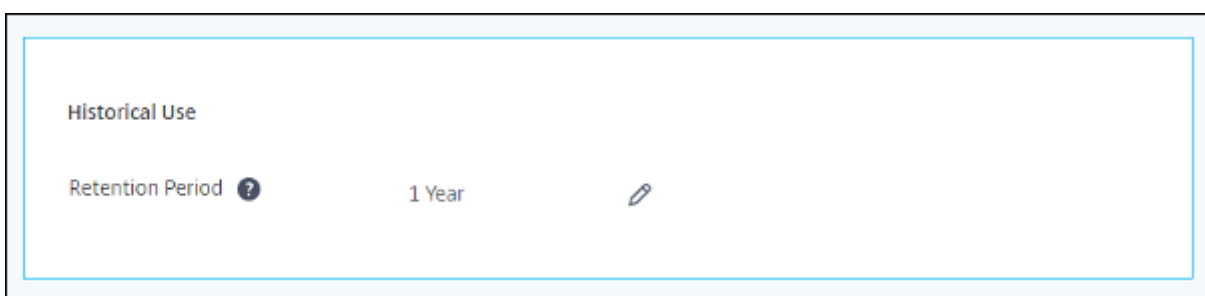 Historical Use
Retention Period ? 1 Year